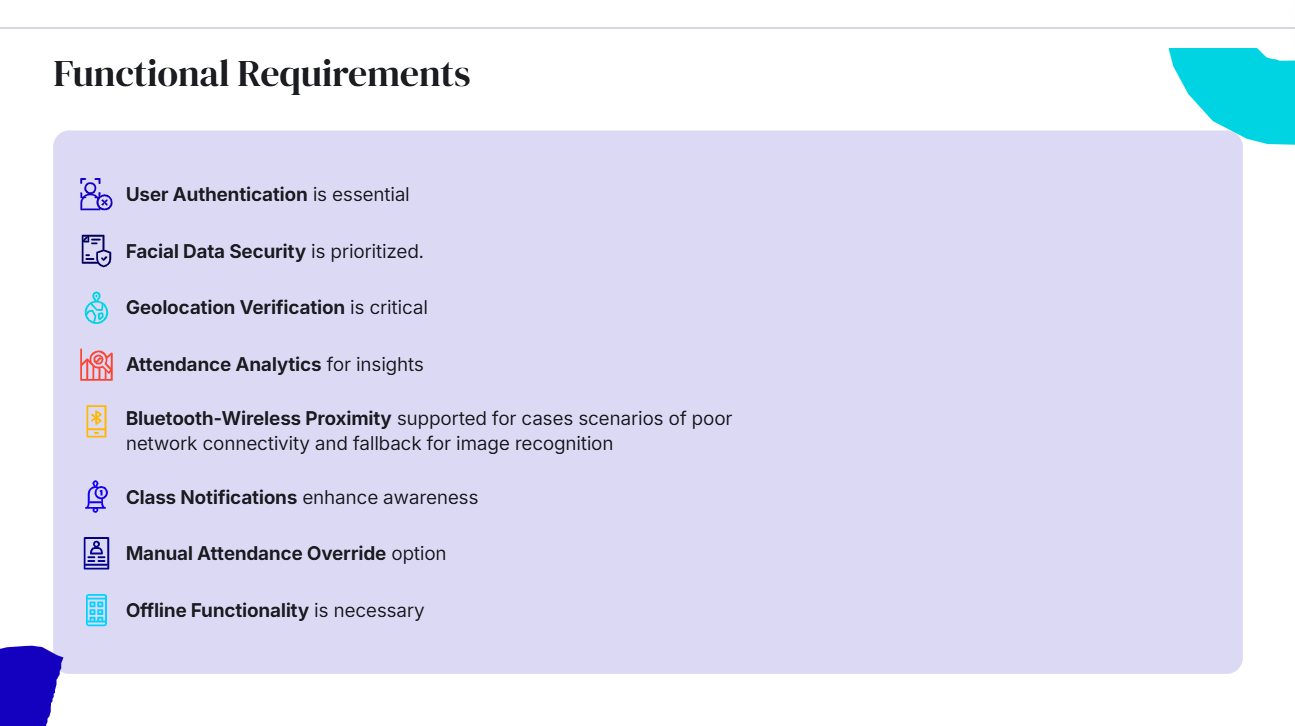 Functional Requirements
User Authentication is essential
Facial Data Security is prioritized.
Geolocation Verification is critical
Attendance Analytics for insights
Bluetooth-Wireless Proximity supported for cases scenarios of poor
network connectivity and fallback for image recognition
Class Notifications enhance awareness
Manual Attendance Override option
Offline Functionality is necessary